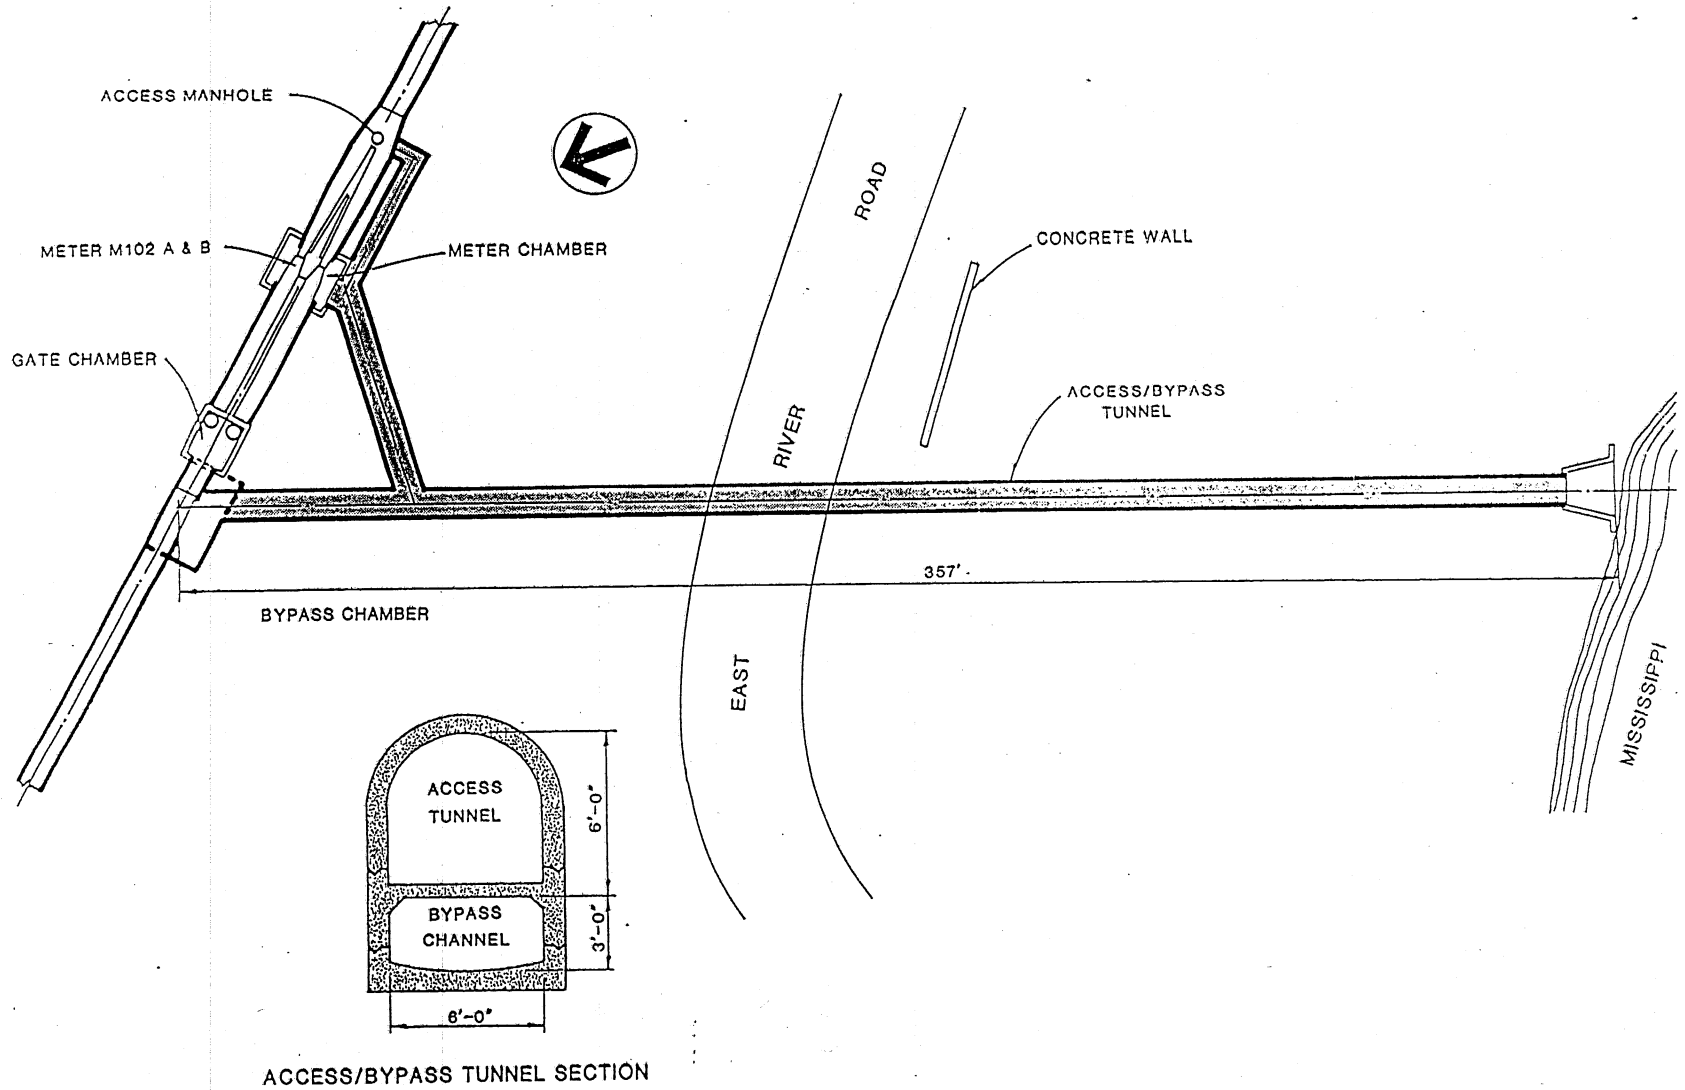 ACCESS MANHOLE
METER M102 A & B
METER CHAMBER
GATE CHAMBER
ROAD
CONCRETE WALL
ACCESS/BYPASS
TUNNEL
RIVER
357'
BYPASS CHAMBER
EAST
MISSISSIPPI
ACCESS
TUNNEL
6'-0"
BYPASS
CHANNEL
3'-0"
6'-0"
ACCESS/BYPASS TUNNEL SECTION